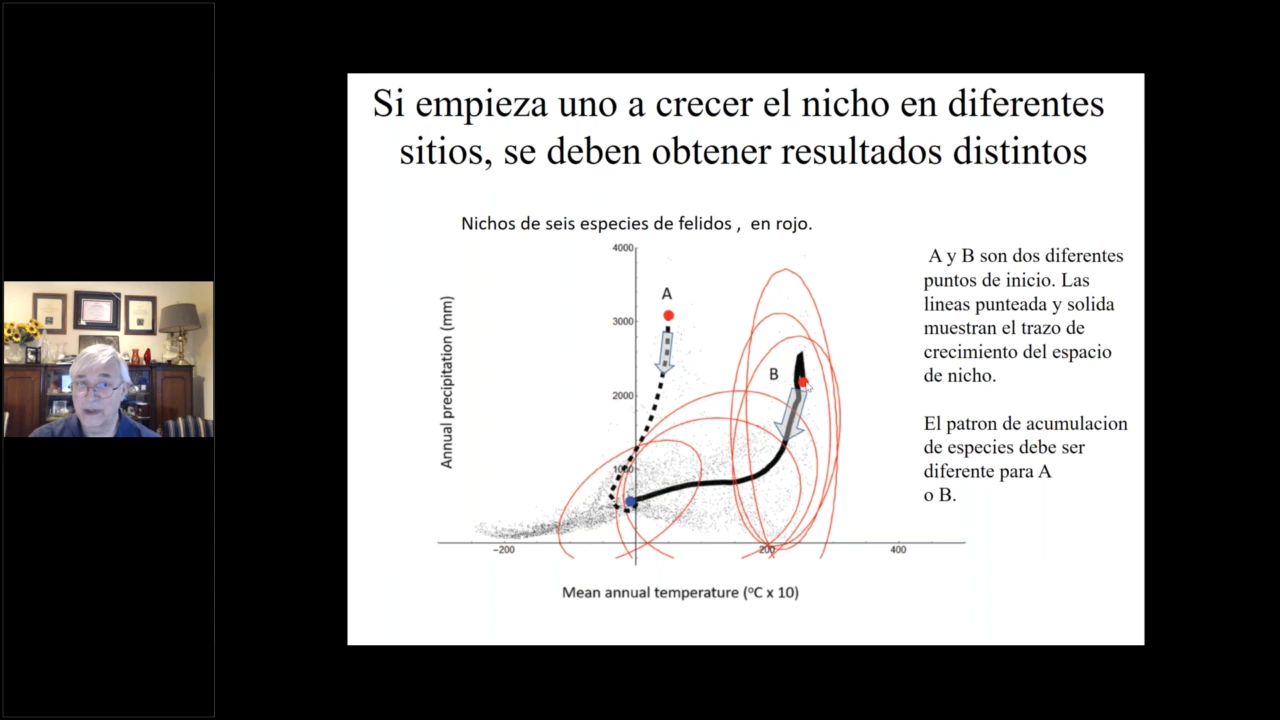 Si empieza uno a crecer el nicho en diferentes
sitios, se deben obtener resultados distintos
Nichos de seis especies de felidos , en rojo.
4000
3000
2000
1000
−200
200
400
A
B
Annual precipitation (mm)
Mean annual temperature (ºC x 10)
A y B son dos diferentes
puntos de inicio. Las
lineas punteada y solida
muestran el trazo de
crecimiento del espacio
de nicho.
El patron de acumulacion
de especies debe ser
diferente para A
o B.